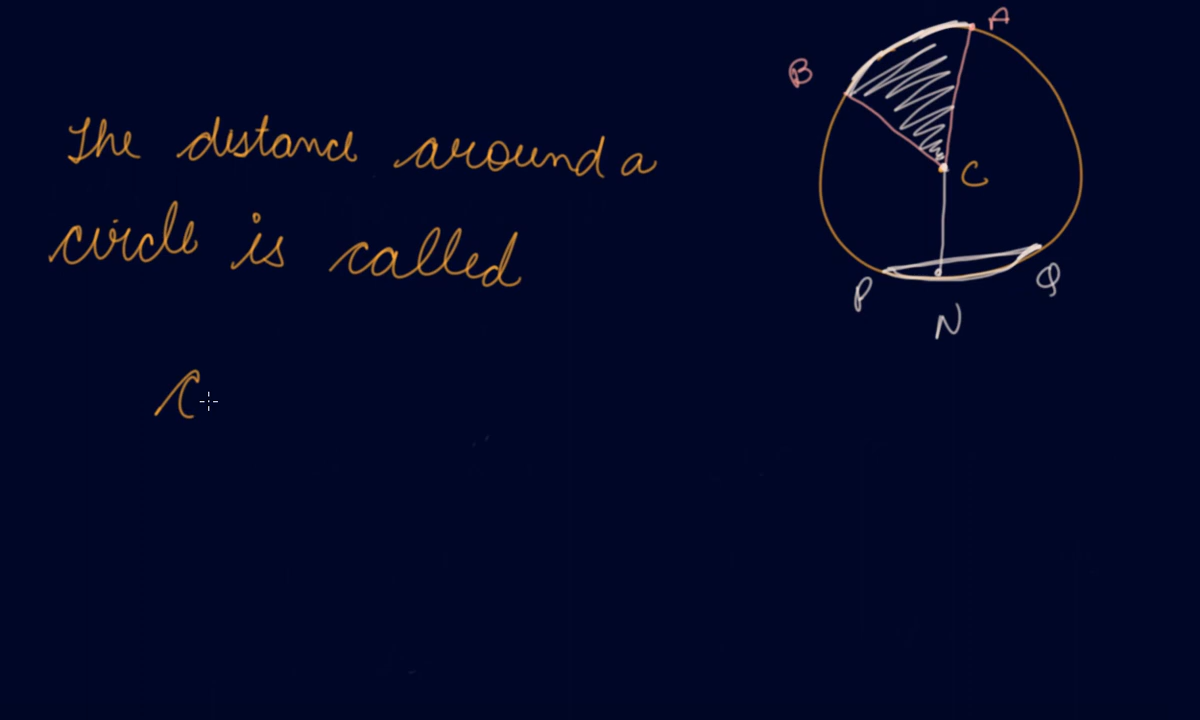 The distance around a
circle is called
C
A
B
C
P
Q
N